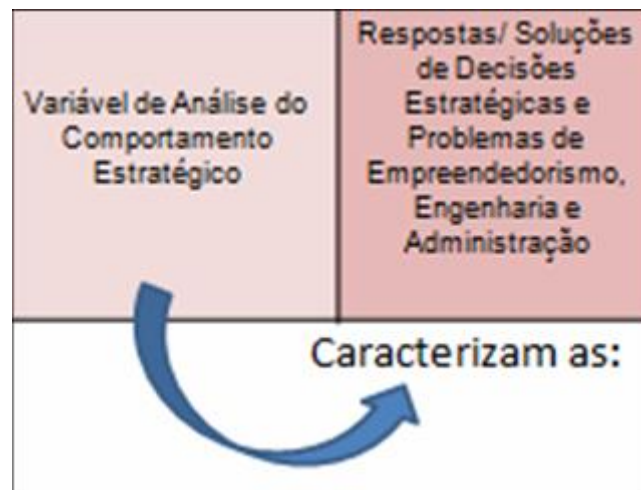 Variável de Análise do
Comportamento
Estratégico
Respostas/ Soluções
de Decisões
Estratégicas e
Problemas de
Empreendedorismo,
Engenharia e
Administração
Caracterizam as: